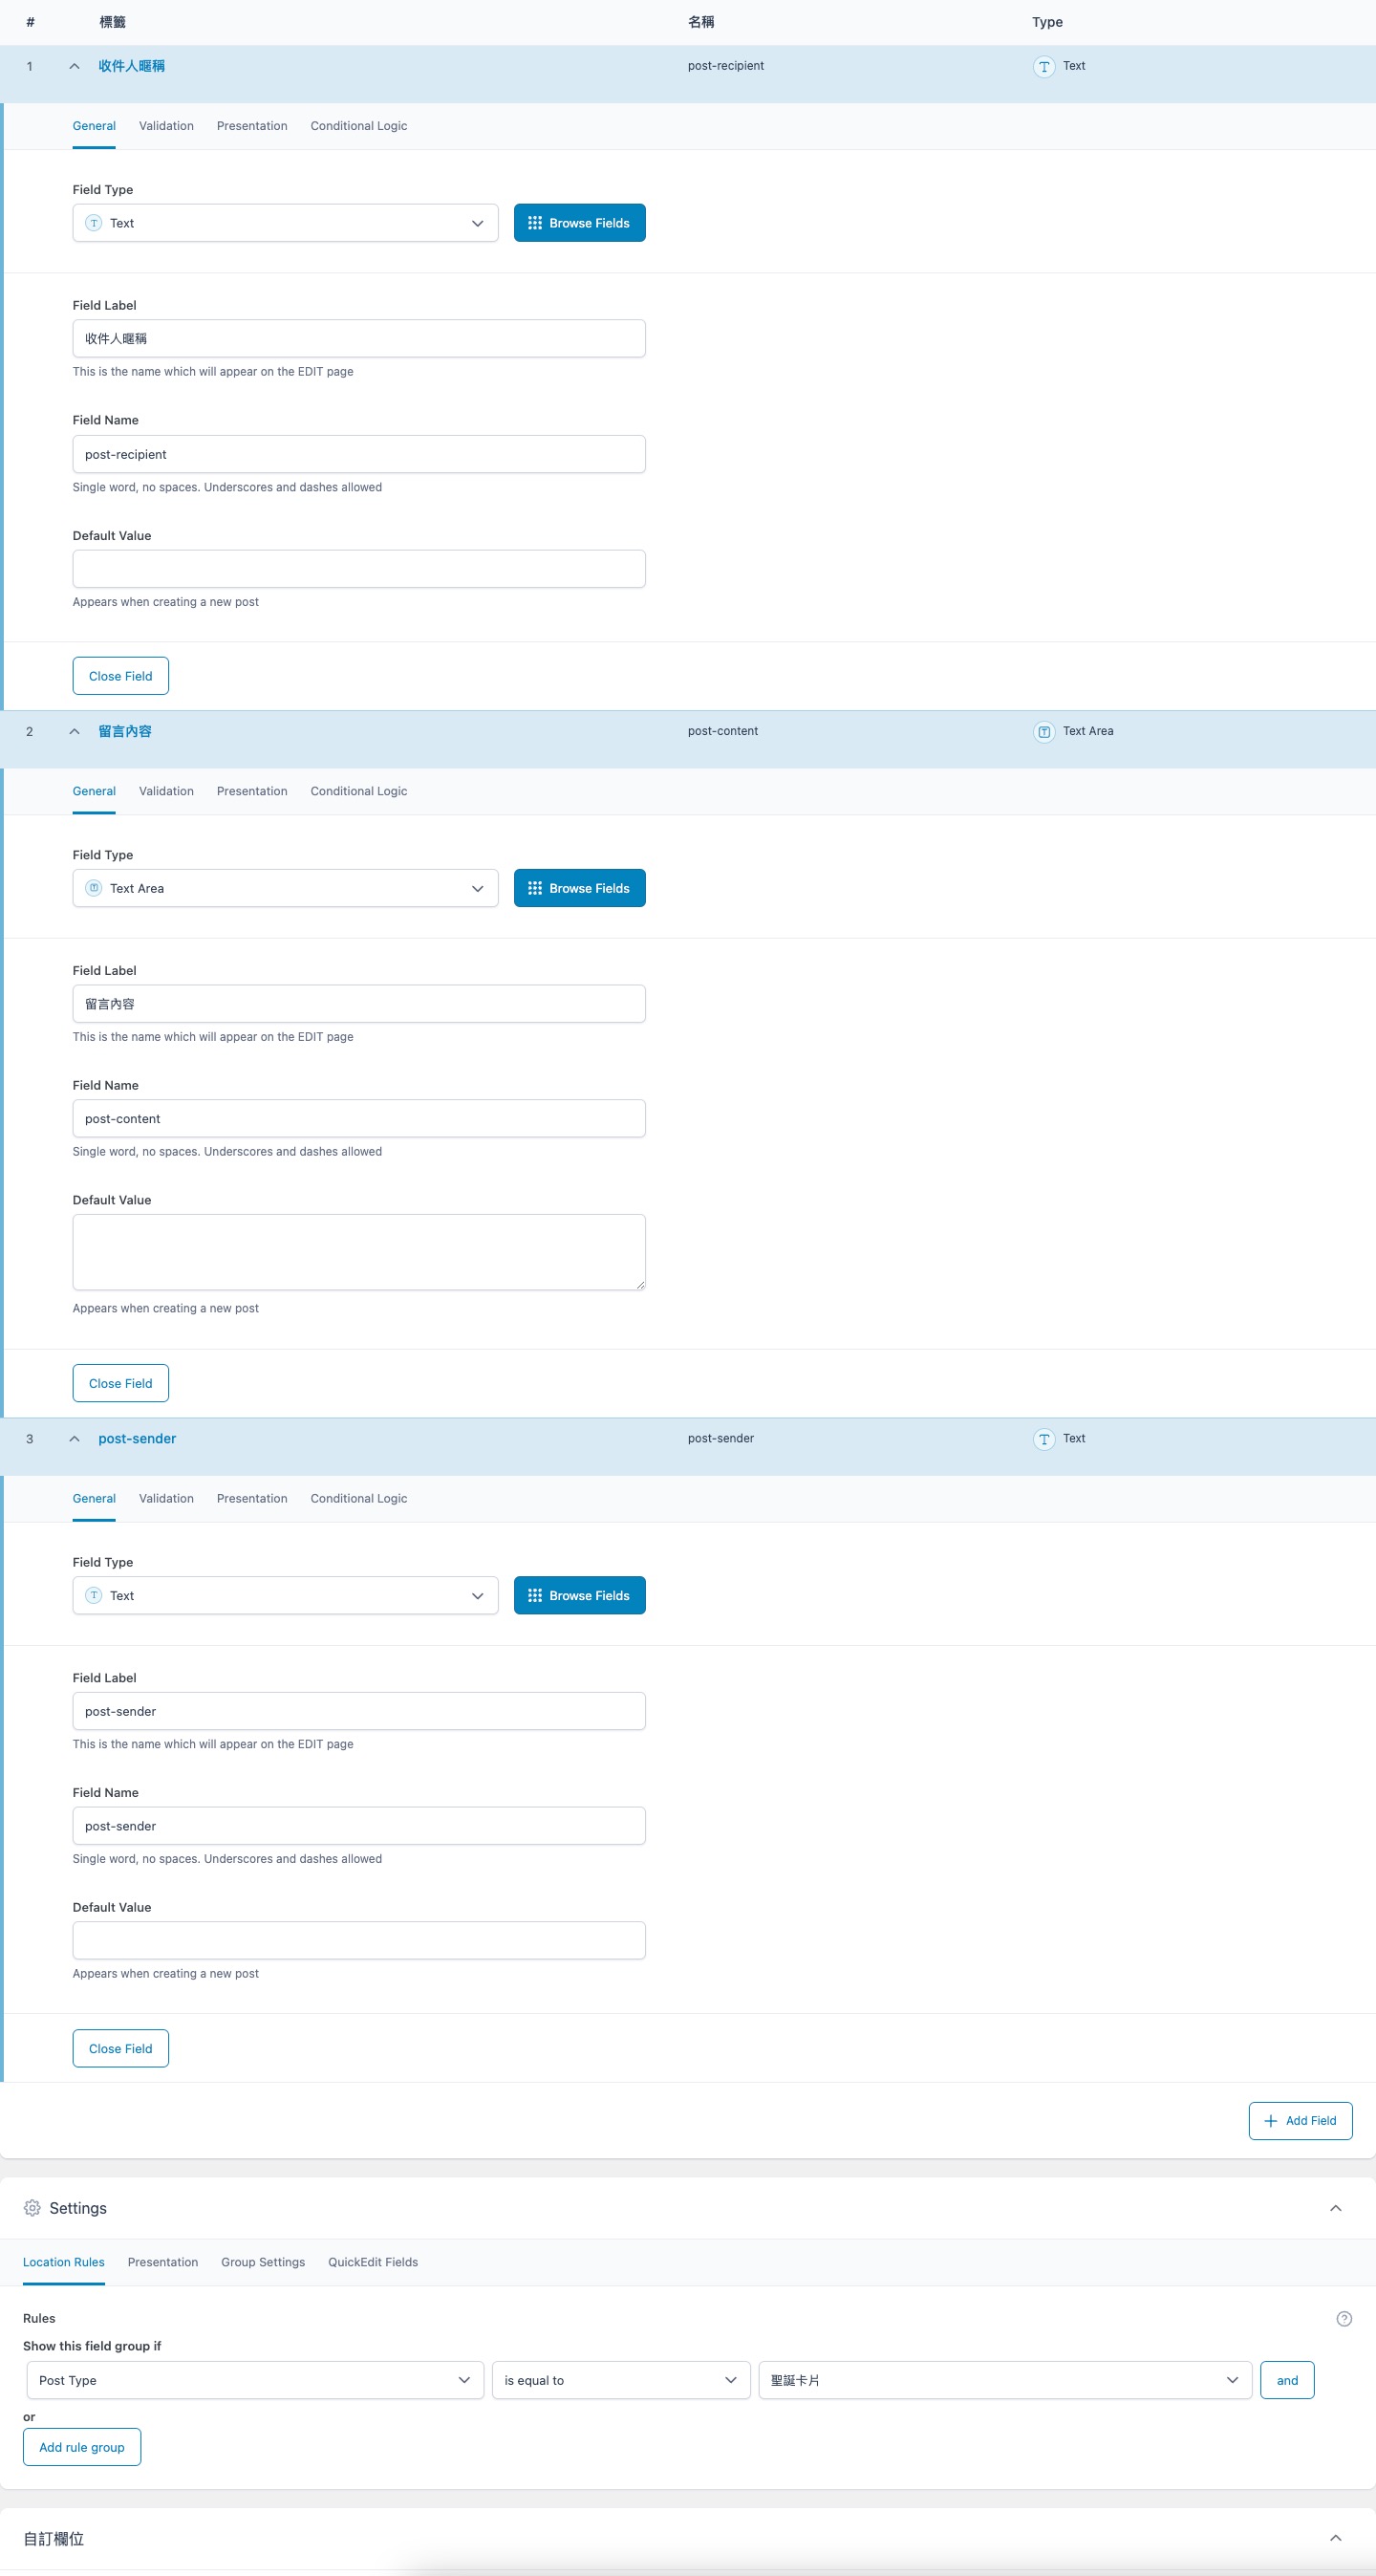 # 標籤 名稱 Type
1 收件人暱稱 post-recipient Text
General Validation Presentation Conditional Logic
Field Type
Text Browse Fields
Field Label
收件人暱稱
This is the name which will appear on the EDIT page
Field Name
post-recipient
Single word, no spaces. Underscores and dashes allowed
Default Value
Appears when creating a new post
Close Field
2 留言內容 post-content Text Area
General Validation Presentation Conditional Logic
Field Type
Text Area Browse Fields
Field Label
留言內容
This is the name which will appear on the EDIT page
Field Name
post-content
Single word, no spaces. Underscores and dashes allowed
Default Value
Appears when creating a new post
Close Field
3 post-sender post-sender Text
General Validation Presentation Conditional Logic
Field Type
Text Browse Fields
Field Label
post-sender
This is the name which will appear on the EDIT page
Field Name
post-sender
Single word, no spaces. Underscores and dashes allowed
Default Value
Appears when creating a new post
Close Field
Add Field
Settings
Location Rules Presentation Group Settings QuickEdit Fields
Rules
Show this field group if
Post Type is equal to 聖誕卡片 and
or
Add rule group
自訂欄位